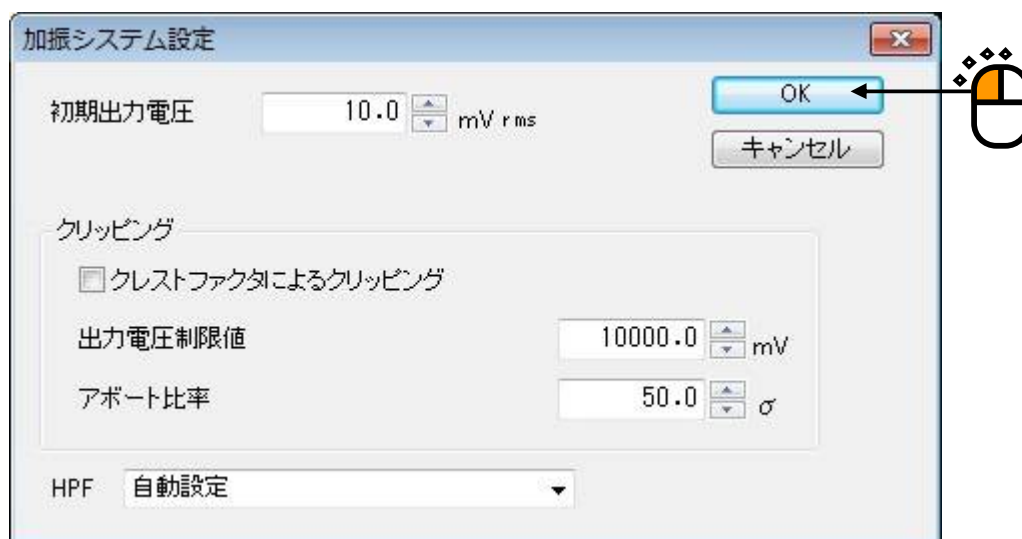 加振システム設定
初期出力電圧 10.0 mV rms
OK
キャンセル
クリッピング
クレストファクタによるクリッピング
出力電圧制限値 10000.0 mV
アボート比率 50.0 σ
HPF 自動設定